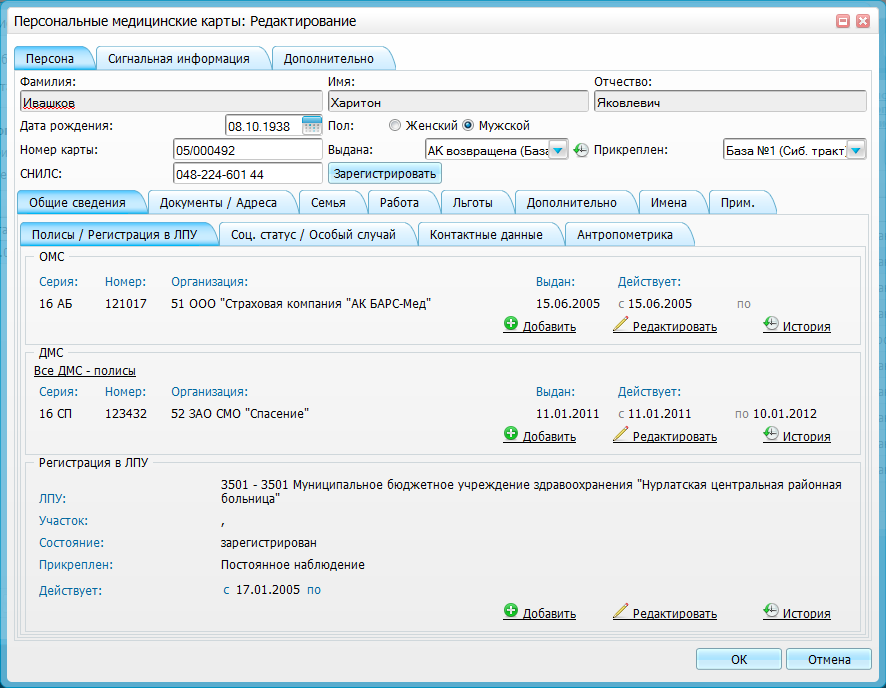 Персональные медицинские карты: Редактирование
Персона Сигнальная информация Дополнительно
Фамилия: Имя: Отчество:
Ивашков Харитон Яковлевич
Дата рождения: 08.10.1938 Пол: Женский Мужской
Номер карты: 05/000492 Выдана: АК возвращена (База Прикреплен: База №1 (Сиб. тракт,
СНИЛС: 048-224-601 44 Зарегистрировать
Общие сведения Документы / Адреса Семья Работа Льготы Дополнительно Имена Прим.
Полисы / Регистрация в ЛПУ Соц. статус / Особый случай Контактные данные Антропометрика
ОМС
Серия: Номер: Организация: Выдан: Действует:
16 АБ 121017 51 ООО "Страховая компания "АК БАРС-Мед" 15.06.2005 с 15.06.2005 по
Добавить Редактировать История
ДМС
Все ДМС - полисы
Серия: Номер: Организация: Выдан: Действует:
16 СП 123432 52 ЗАО СМО "Спасение" 11.01.2011 с 11.01.2011 по 10.01.2012
Добавить Редактировать История
Регистрация в ЛПУ
ЛПУ: 3501 - 3501 Муниципальное бюджетное учреждение здравоохранения "Нурлатская центральная районная
больница"
Участок: ,
Состояние: зарегистрирован
Прикреплен: Постоянное наблюдение
Действует: с 17.01.2005 по
Добавить Редактировать История
ОК Отмена